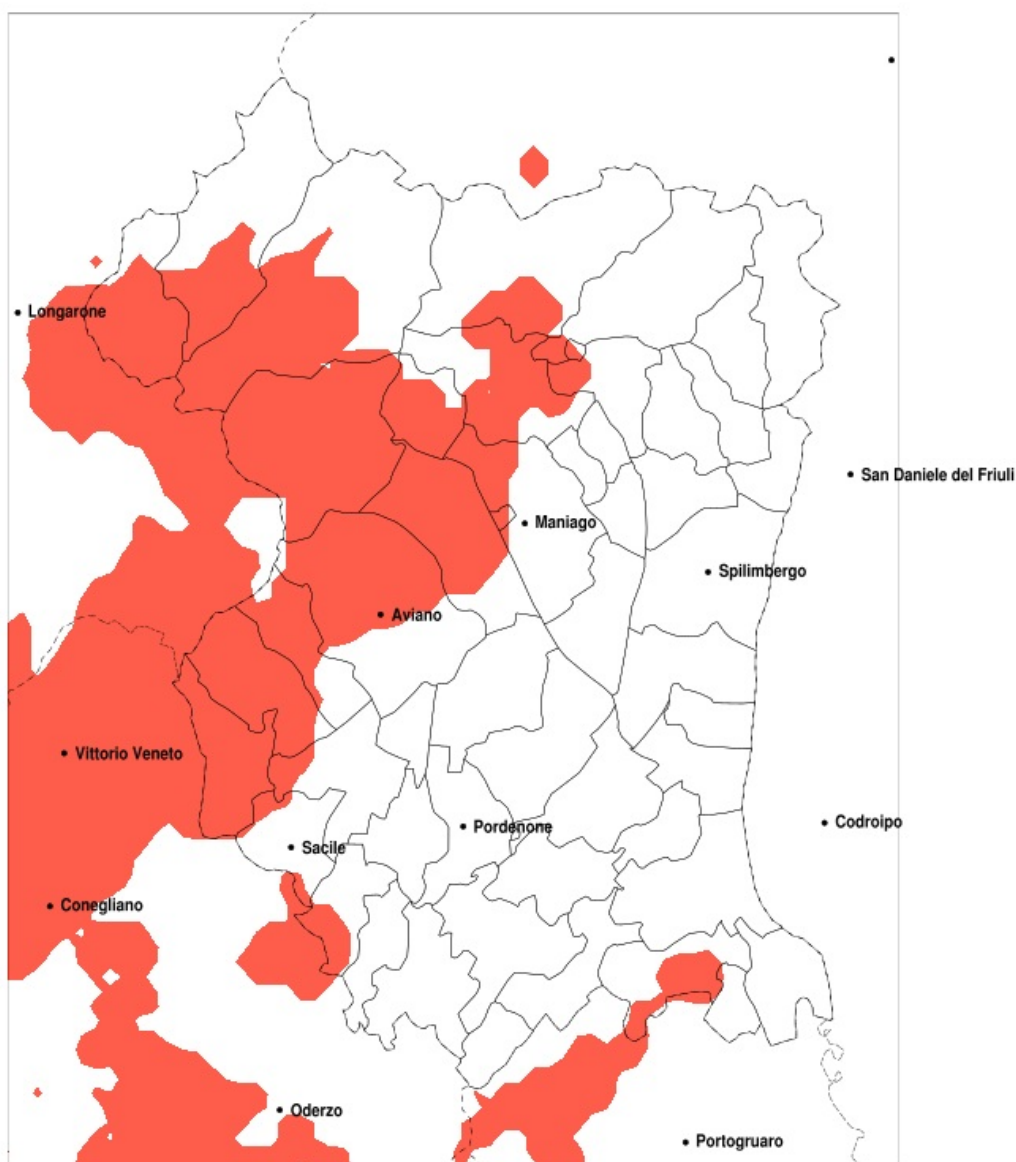 Longarone
San Daniele del Friuli
Maniago
Spilimbergo
Aviano
Vittorio Veneto
Codroipo
Pordenone
Sacile
Conegliano
Oderzo
Portogruaro